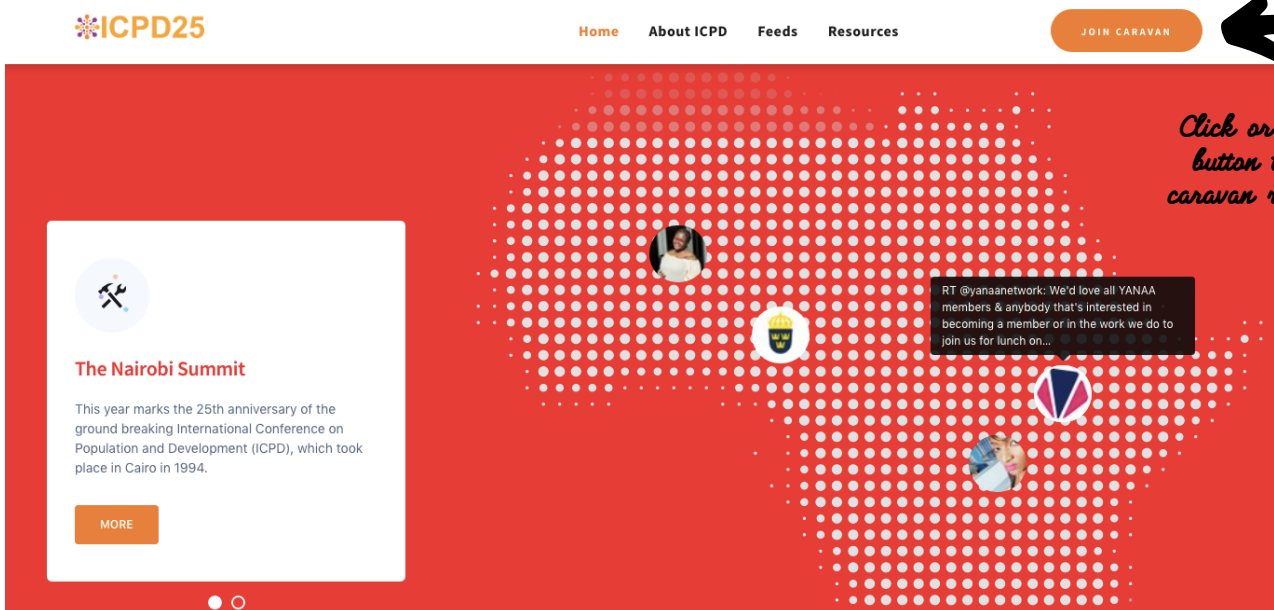 ICPD25
Home About ICPD Feeds Resources
JOIN CARAVAN
Click
button
caravan
RT @yanaanetwork: We'd love all YANAA
members & anybody that's interested in
becoming a member or in the work we do to
join us for lunch on...
The Nairobi Summit
This year marks the 25th anniversary of the
ground breaking International Conference on
Population and Development (ICPD), which took
place in Cairo in 1994.
MORE